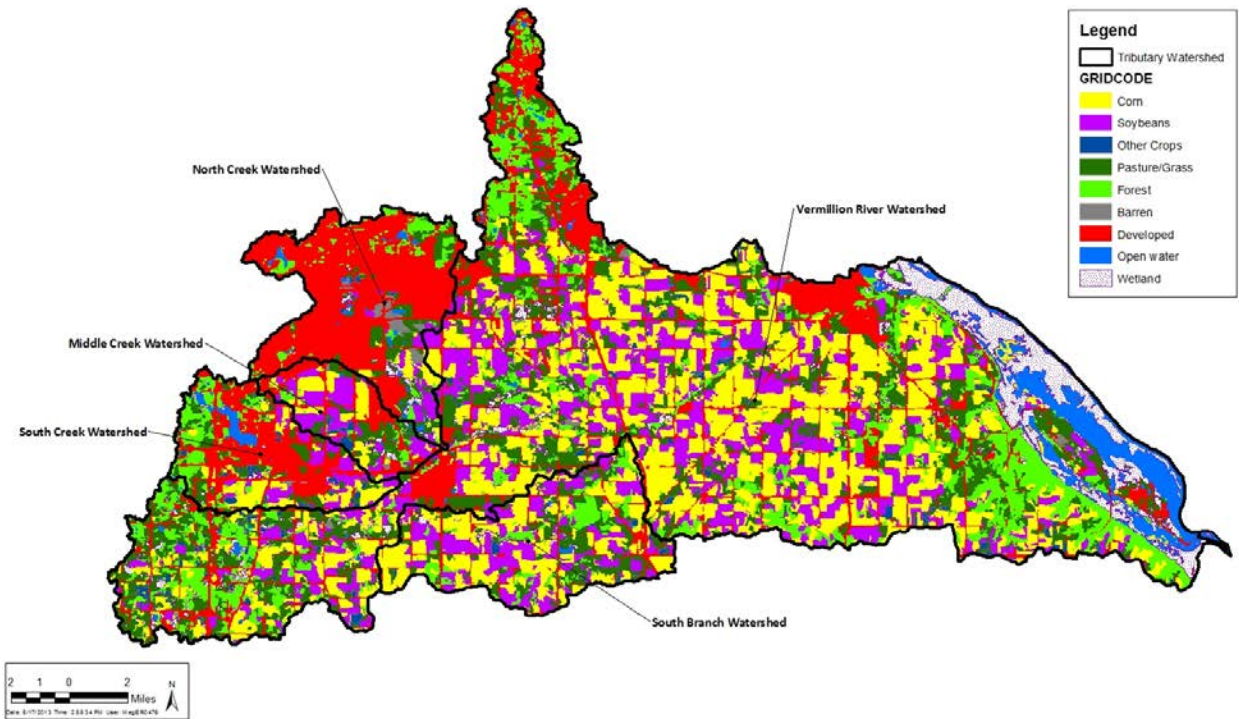 Legend
Tributary Watershed
GRIDCODE
Corn
Soybeans
Other Crops
Pasture/Grass
Forest
Barren
Developed
Open water
Wetland
North Creek Watershed
Vermillion River Watershed
Middle Creek Watershed
South Creek Watershed
South Branch Watershed
2 1 0 2
Miles
N